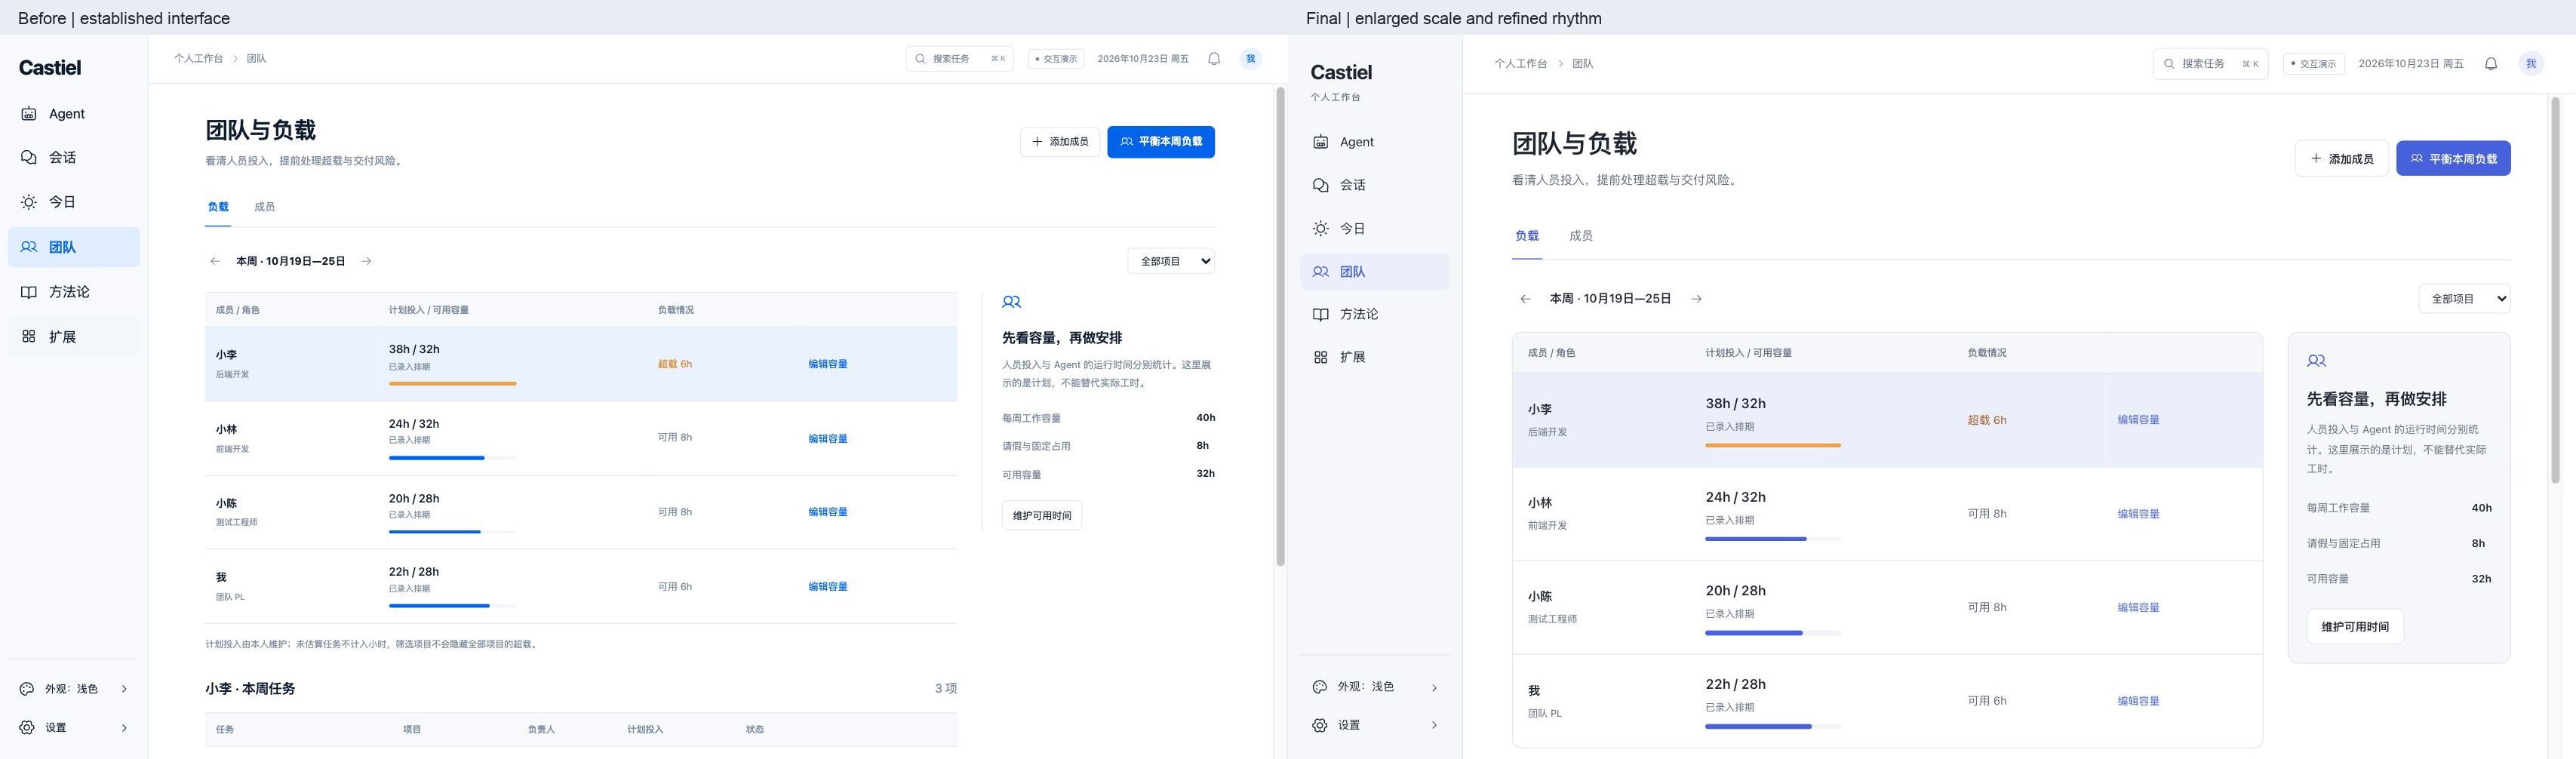 Before | established interface
Castiel
Agent
会话
今日
团队
方法论
扩展
外观：浅色
设置
个人工作台 > 团队
搜索任务 ⌘ K
• 交互演示
2026年10月23日 周五
我
团队与负载
看清人员投入，提前处理超载与交付风险。
+ 添加成员
平衡本周负载
负载 成员
← 本周 · 10月19日—25日 →
全部项目
成员 / 角色 计划投入 / 可用容量 负载情况
小李
后端开发
38h / 32h
已录入排期
超载 6h
编辑容量
小林
前端开发
24h / 32h
已录入排期
可用 8h
编辑容量
小陈
测试工程师
20h / 28h
已录入排期
可用 8h
编辑容量
我
团队 PL
22h / 28h
已录入排期
可用 6h
编辑容量
计划投入由本人维护；未估算任务不计入小时，筛选项目不会隐藏全部项目的超载。
小李 · 本周任务 3 项
任务 项目 负责人 计划投入 状态
先看容量，再做安排
人员投入与 Agent 的运行时间分别统计。这里展
示的是计划，不能替代实际工时。
每周工作容量 40h
请假与固定占用 8h
可用容量 32h
维护可用时间
Final | enlarged scale and refined rhythm
Castiel
个人工作台
Agent
会话
今日
团队
方法论
扩展
外观：浅色
设置
个人工作台 > 团队
搜索任务 ⌘ K
• 交互演示
2026年10月23日 周五
我
团队与负载
看清人员投入，提前处理超载与交付风险。
+ 添加成员
平衡本周负载
负载 成员
← 本周 · 10月19日—25日 →
全部项目
成员 / 角色 计划投入 / 可用容量 负载情况
小李
后端开发
38h / 32h
已录入排期
超载 6h
编辑容量
小林
前端开发
24h / 32h
已录入排期
可用 8h
编辑容量
小陈
测试工程师
20h / 28h
已录入排期
可用 8h
编辑容量
我
团队 PL
22h / 28h
已录入排期
可用 6h
编辑容量
先看容量，再做安排
人员投入与 Agent 的运行时间分别统
计。这里展示的是计划，不能替代实际
工时。
每周工作容量 40h
请假与固定占用 8h
可用容量 32h
维护可用时间